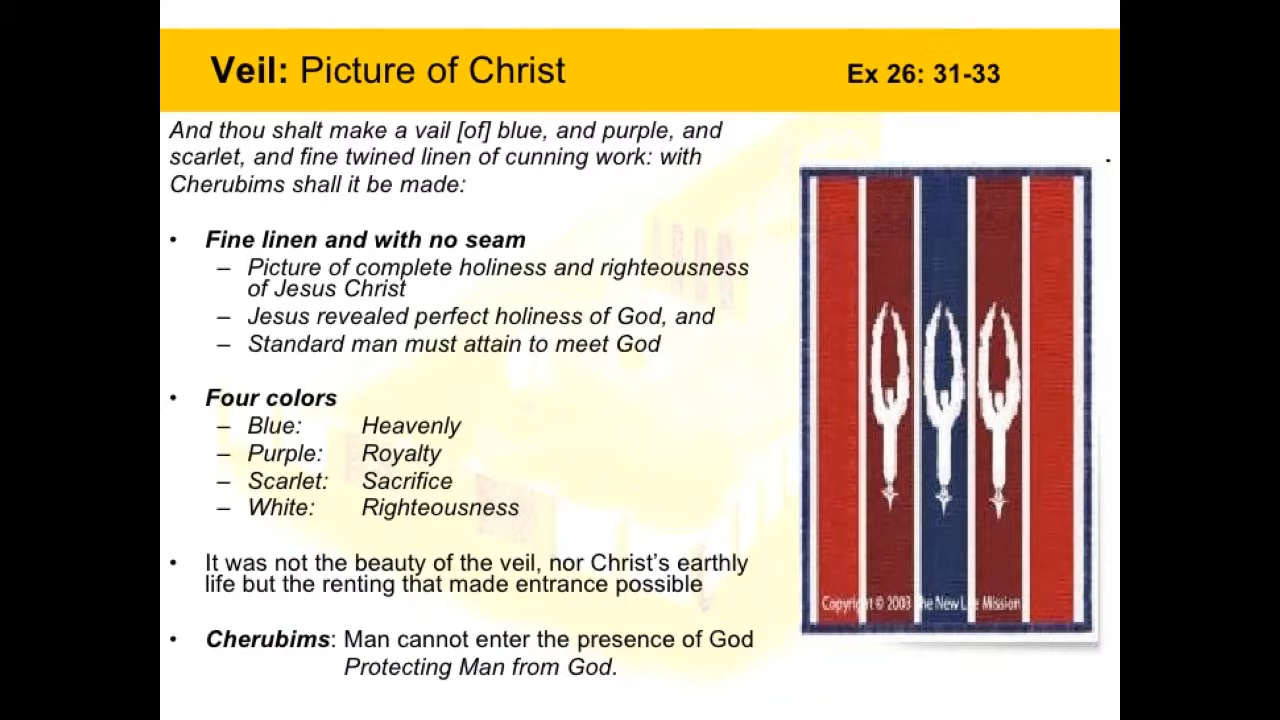 Veil: Picture of Christ
Ex 26: 31-33
And thou shalt make a vail [of] blue, and purple, and
scarlet, and fine twined linen of cunning work: with
Cherubims shall it be made:
• Fine linen and with no seam
– Picture of complete holiness and righteousness
of Jesus Christ
– Jesus revealed perfect holiness of God, and
– Standard man must attain to meet God
• Four colors
– Blue: Heavenly
– Purple: Royalty
– Scarlet: Sacrifice
– White: Righteousness
• It was not the beauty of the veil, nor Christ's earthly
life but the renting that made entrance possible
• Cherubims: Man cannot enter the presence of God
Protecting Man from God.
Copyright © 2003 The New Life Mission